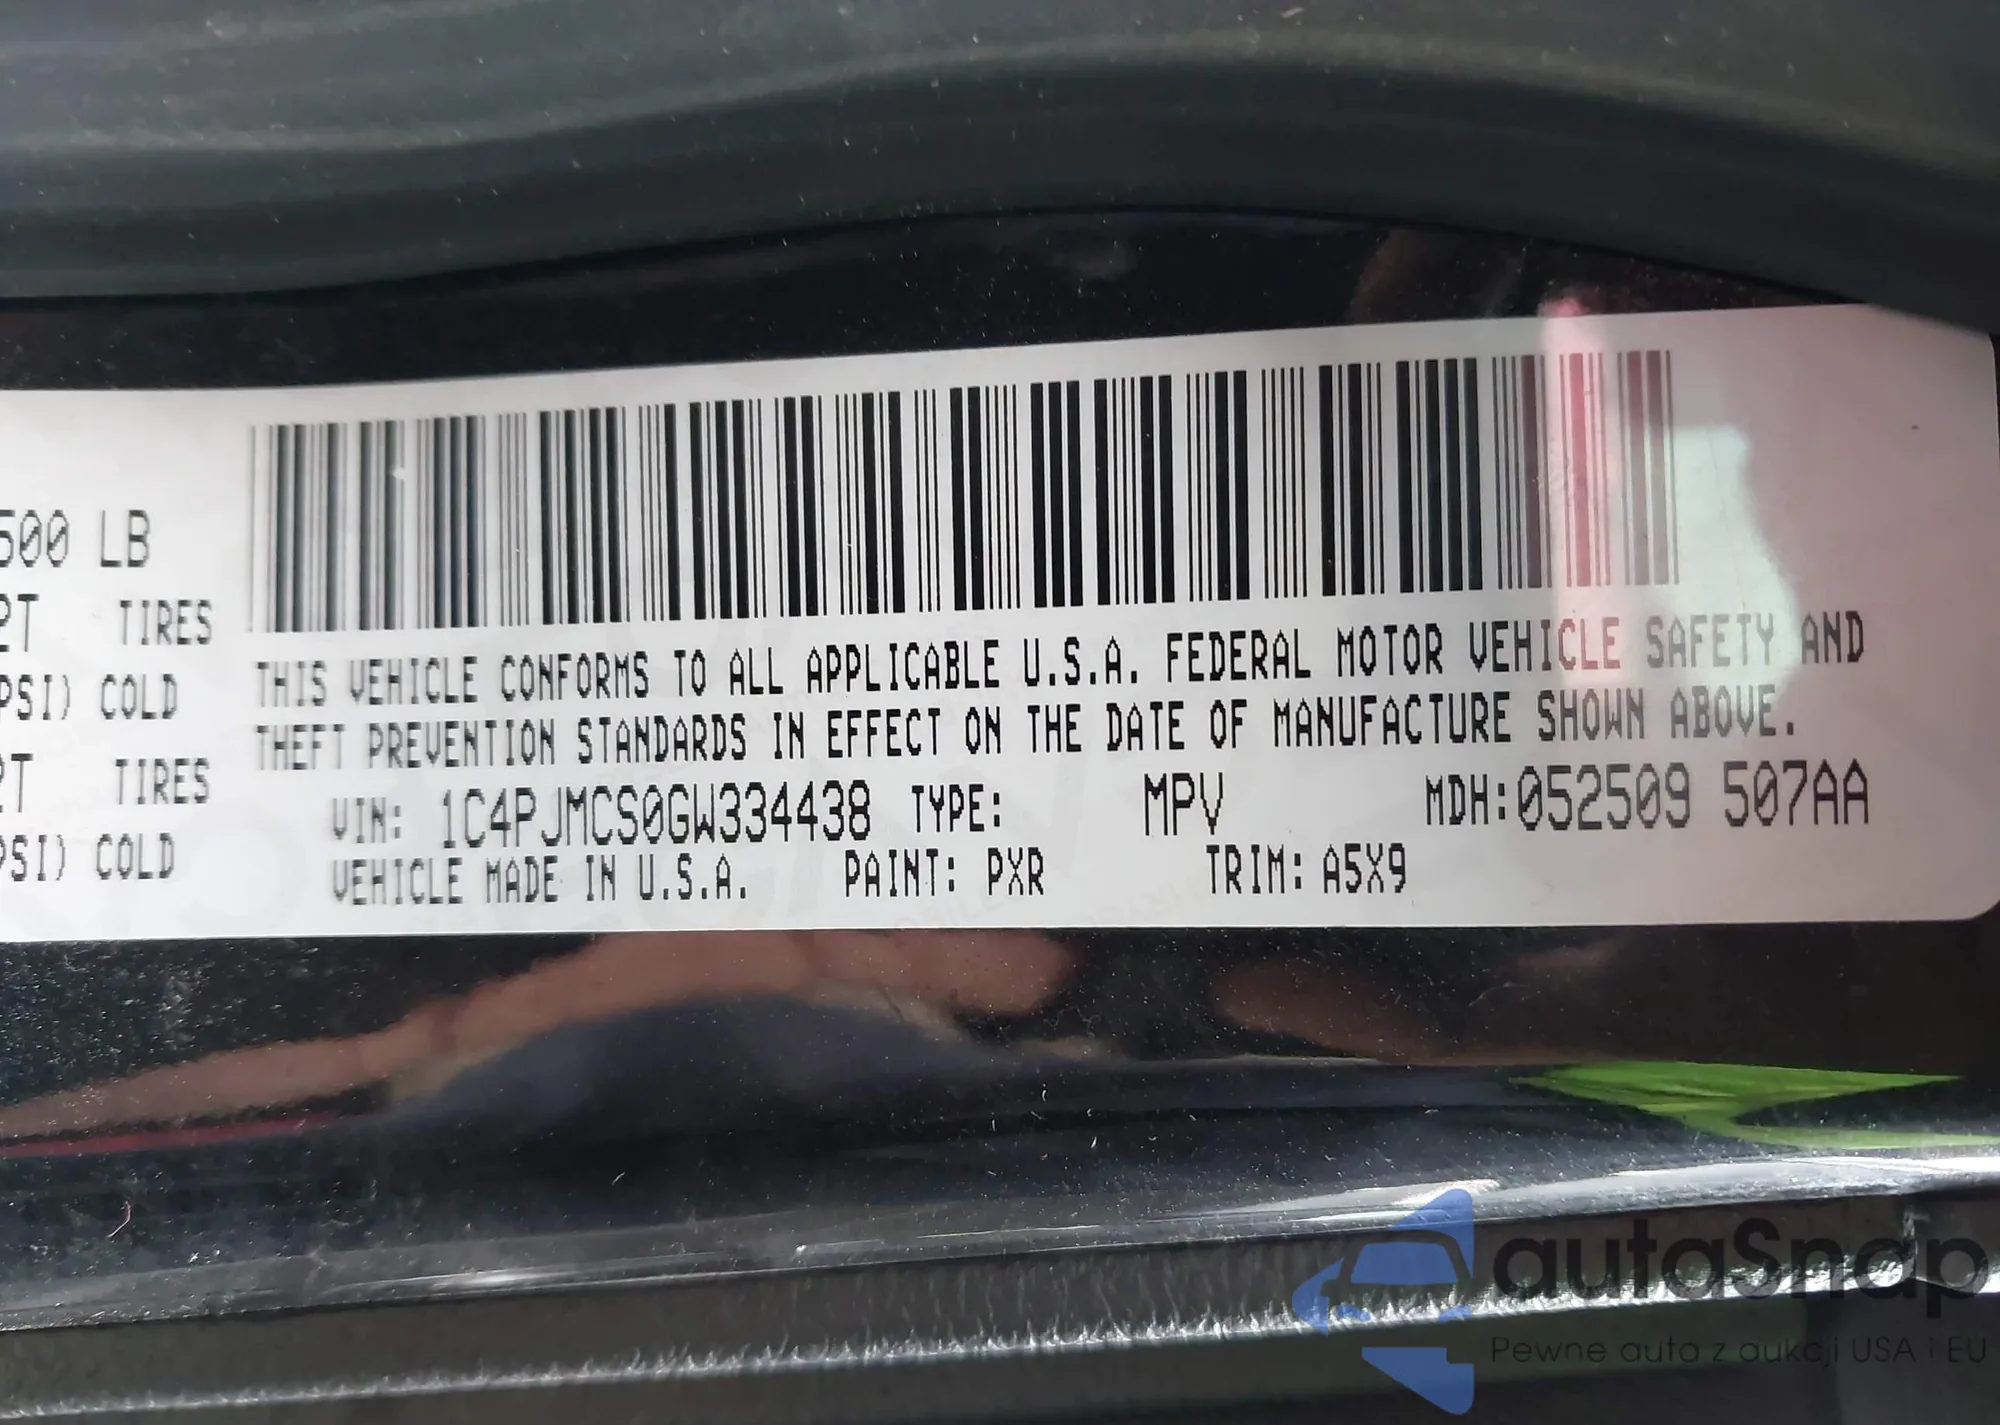 500 LB
TIRES
PSI) COLD
TIRES
PSI) COLD
THIS VEHICLE CONFORMS TO ALL APPLICABLE U.S.A. FEDERAL MOTOR VEHICLE SAFETY AND
THEFT PREVENTION STANDARDS IN EFFECT ON THE DATE OF MANUFACTURE SHOWN ABOVE.
VIN: 1C4PJMCS0GW334438 TYPE: MPV MDH:052509 507AA
VEHICLE MADE IN U.S.A. PAINT: PXR TRIM: A5X9
autaSnap
Pewne auta z aukcji USA i EU